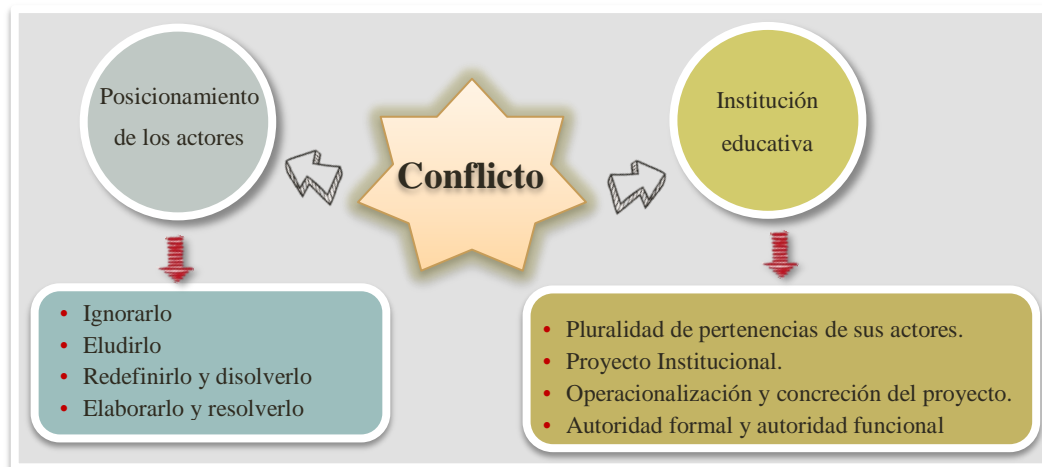 Posicionamiento
de los actores
Conflicto
Institución
educativa
• Ignorarlo
• Eludirlo
• Redefinirlo y disolverlo
• Elaborarlo y resolverlo
• Pluralidad de pertenencias de sus actores.
• Proyecto Institucional.
• Operacionalización y concreción del proyecto.
• Autoridad formal y autoridad funcional